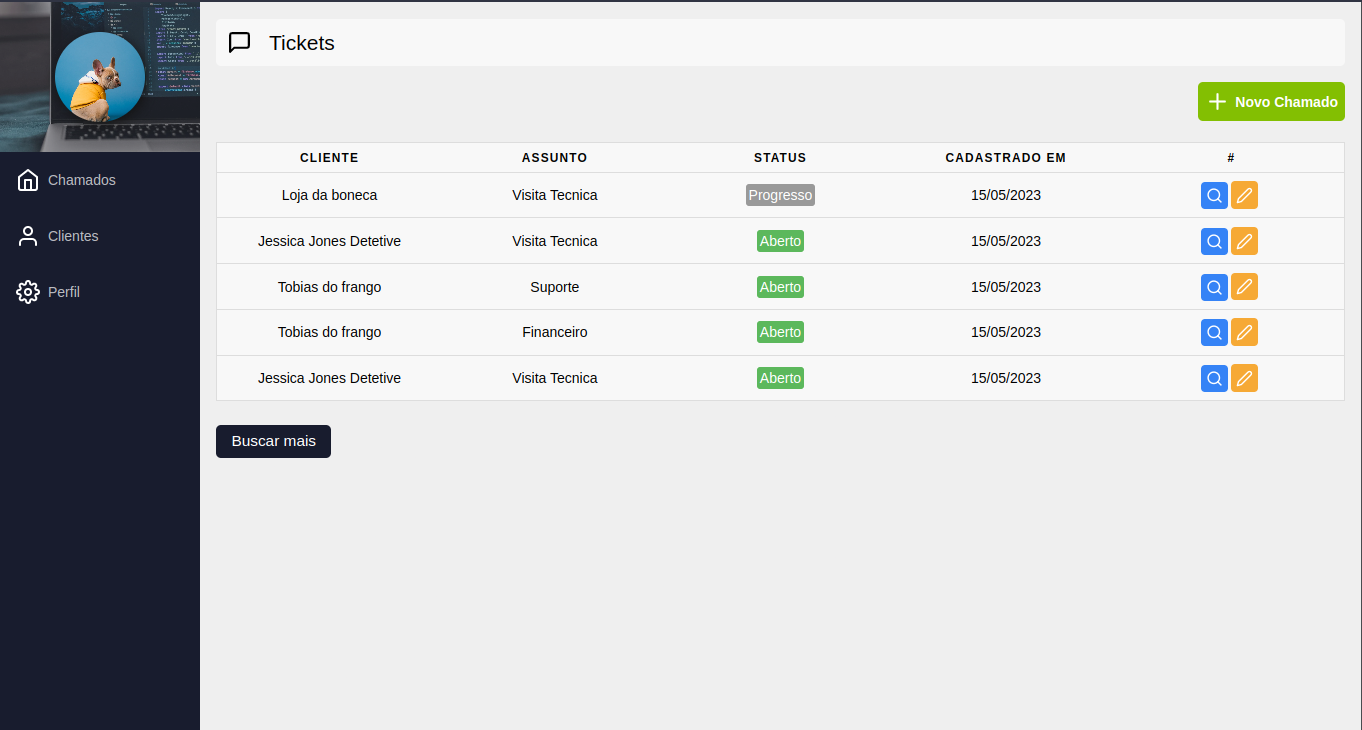 Tickets
Novo Chamado
Chamados
Clientes
Perfil
CLIENTE ASSUNTO STATUS CADASTRADO EM #
Loja da boneca Visita Tecnica Progresso 15/05/2023
Jessica Jones Detetive Visita Tecnica Aberto 15/05/2023
Tobias do frango Suporte Aberto 15/05/2023
Tobias do frango Financeiro Aberto 15/05/2023
Jessica Jones Detetive Visita Tecnica Aberto 15/05/2023
Buscar mais